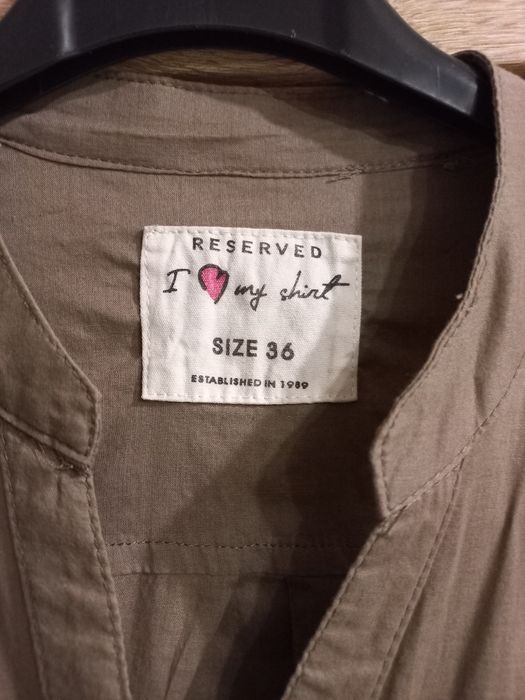 RESERVED
I ❤ my shirt
SIZE 36
ESTABLISHED IN 1989